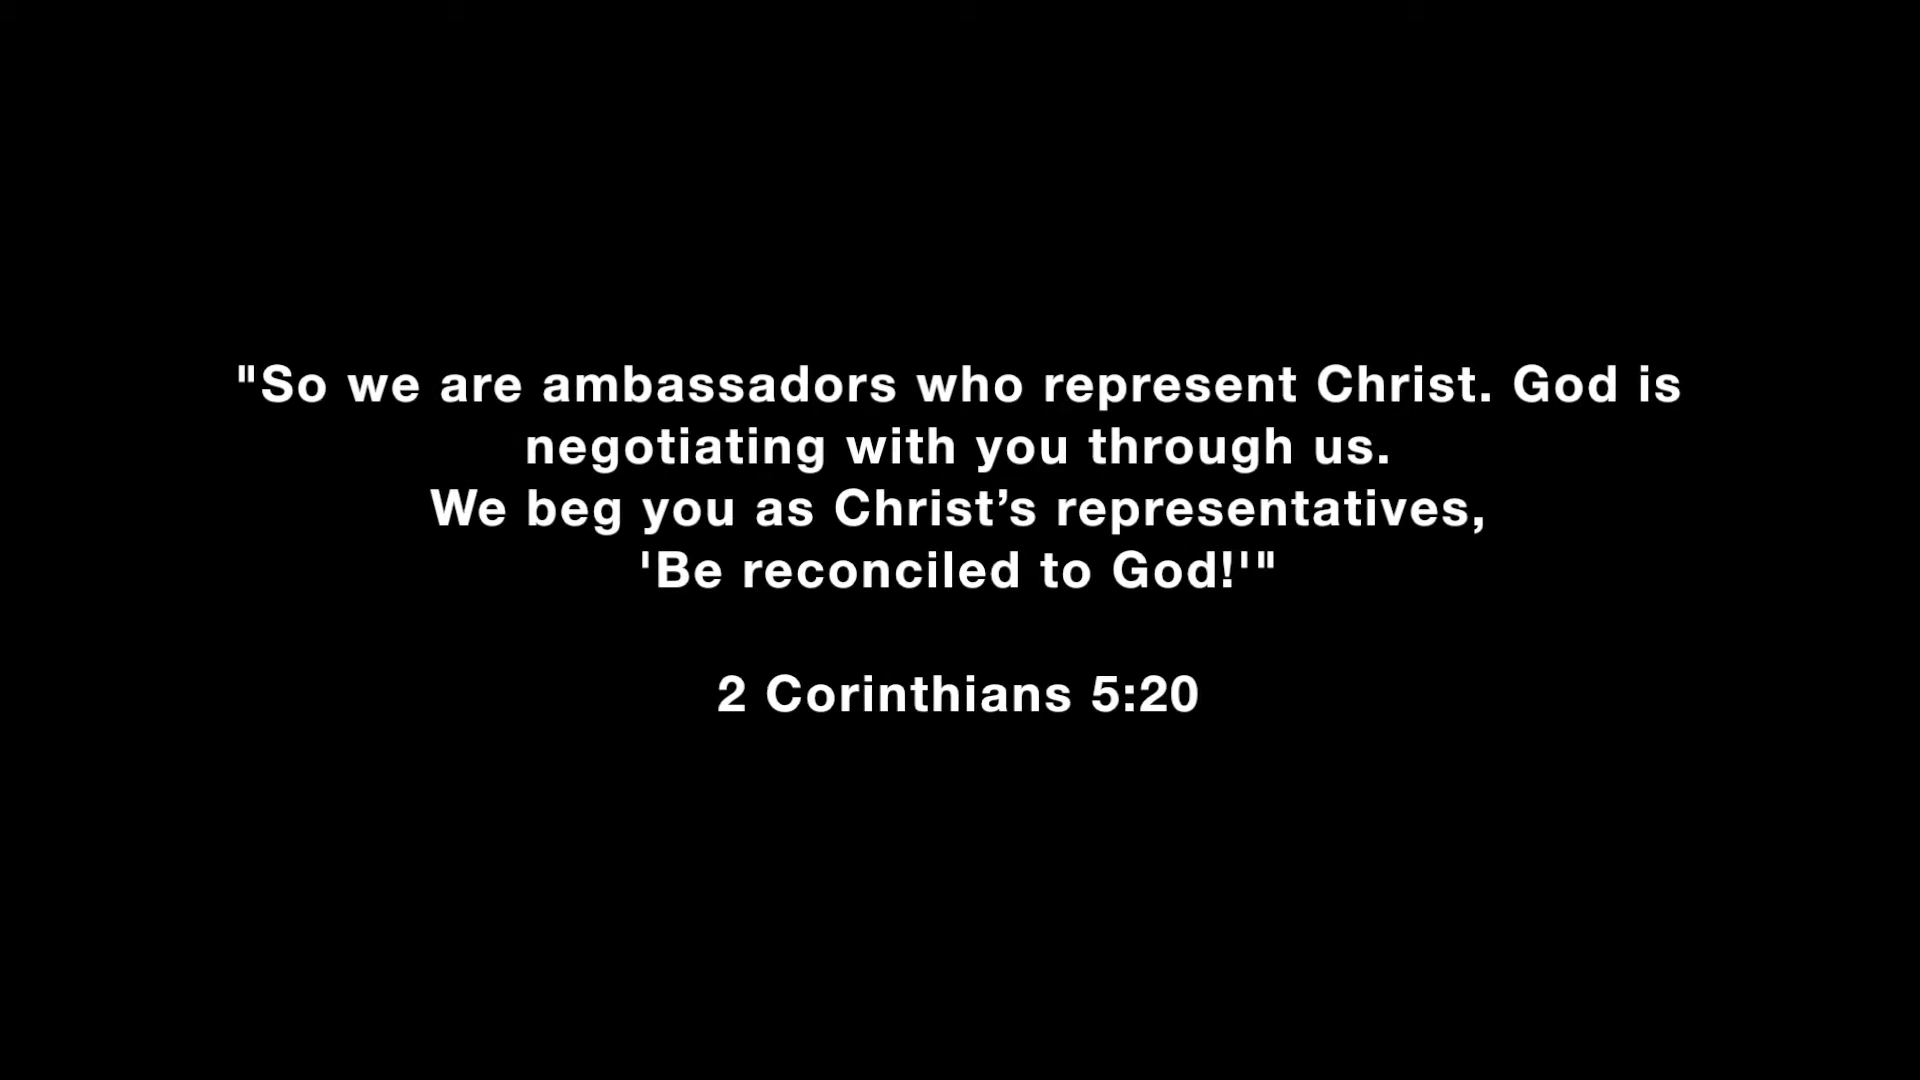 "So we are ambassadors who represent Christ. God is
negotiating with you through us.
We beg you as Christ’s representatives,
'Be reconciled to God!'"
2 Corinthians 5:20